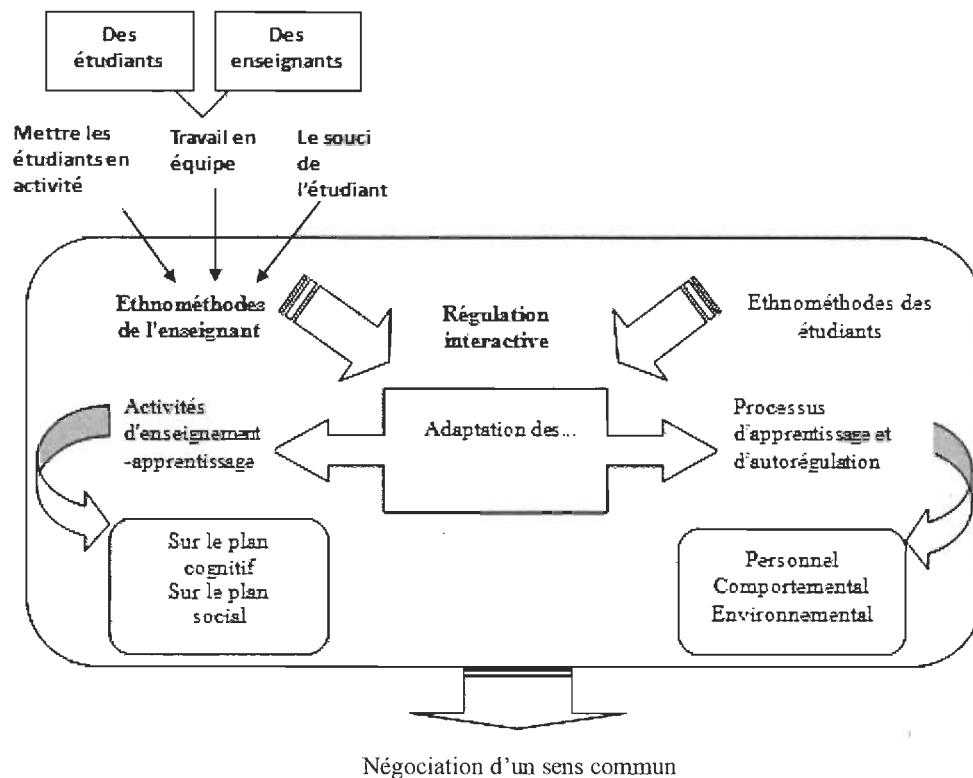 Des
étudiants
Des
enseignants
Mettre les
étudiants en
activité
Travail en
équipe
Le souci
de
l'étudiant
Ethnométhodes
de l'enseignant
Régulation
interactive
Ethnométhodes des
étudiants
Activités
d'enseignement
-apprentissage
Adaptation des...
Processus
d'apprentissage et
d'autorégulation
Sur le plan
cognitif
Sur le plan
social
Personnel
Comportemental
Environnemental
Négociation d'un sens commun